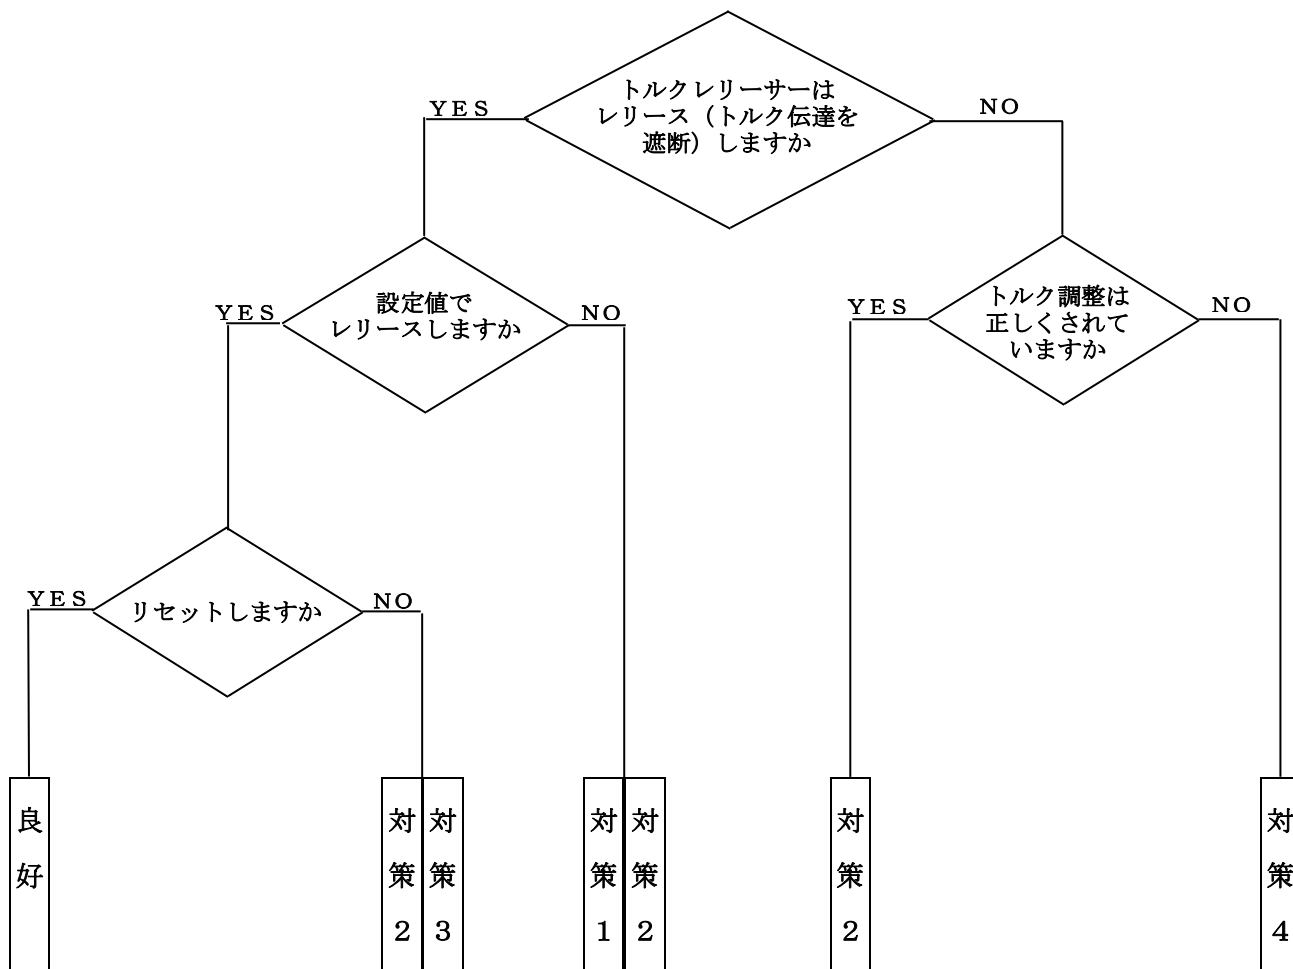 トルクレリーサーは
レリース（トルク伝達を
遮断）しますか
ＹＥＳ
ＮＯ
設定値で
レリースしますか
ＹＥＳ
ＮＯ
トルク調整は
正しくされて
いますか
ＹＥＳ
ＮＯ
リセットしますか
ＹＥＳ
ＮＯ
良好
対策２
対策３
対策１
対策２
対策２
対策４